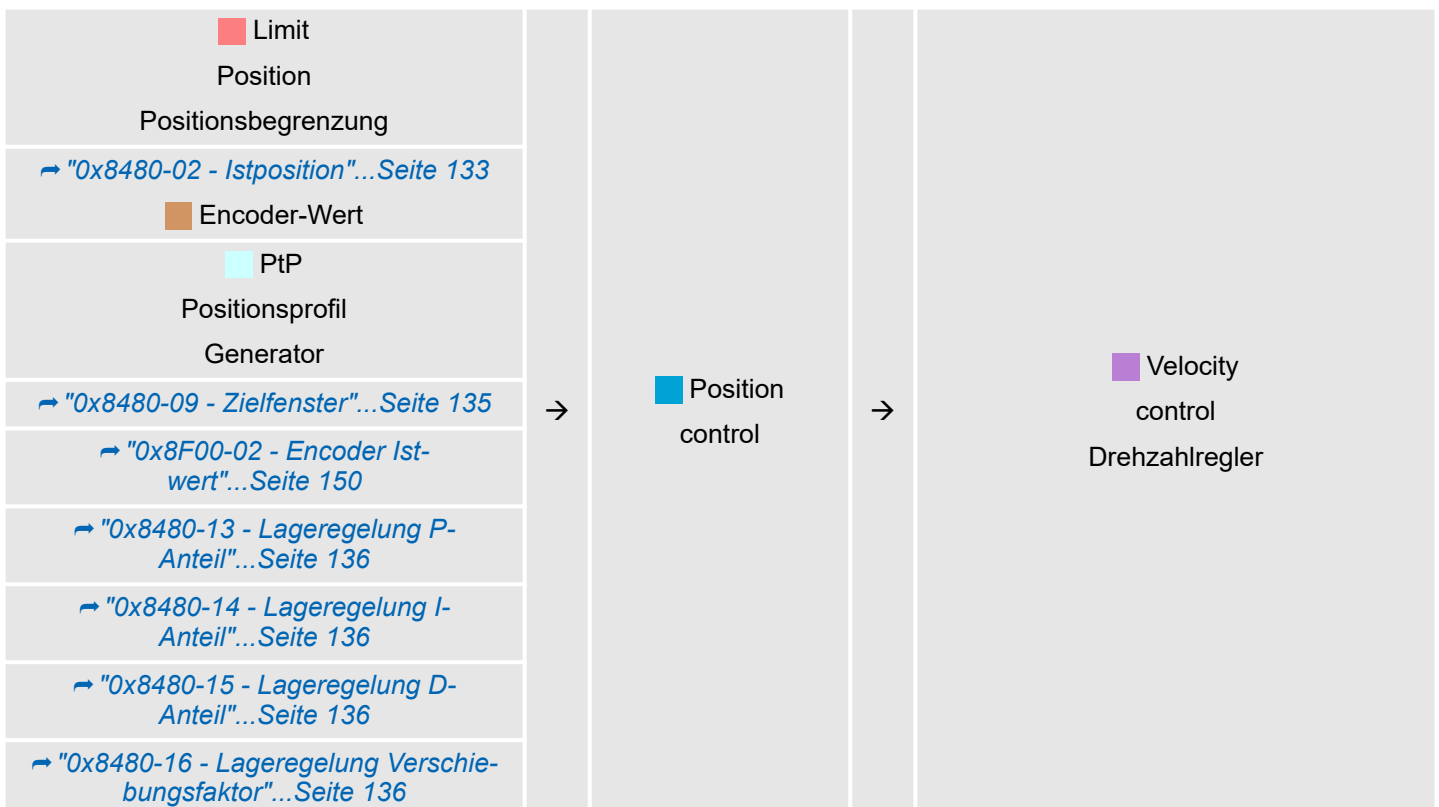 Limit
Position
Positionsbegrenzung
➦ "0x8480-02 - Istposition"...Seite 133
Encoder-Wert
PtP
Positionsprofil
Generator
➦ "0x8480-09 - Zielfenster"...Seite 135
➦ "0x8F00-02 - Encoder Ist-
wert"...Seite 150
➦ "0x8480-13 - Lageregelung P-
Anteil"...Seite 136
➦ "0x8480-14 - Lageregelung I-
Anteil"...Seite 136
➦ "0x8480-15 - Lageregelung D-
Anteil"...Seite 136
➦ "0x8480-16 - Lageregelung Verschie-
bungsfaktor"...Seite 136
→
Position
control
→
Velocity
control
Drehzahlregler